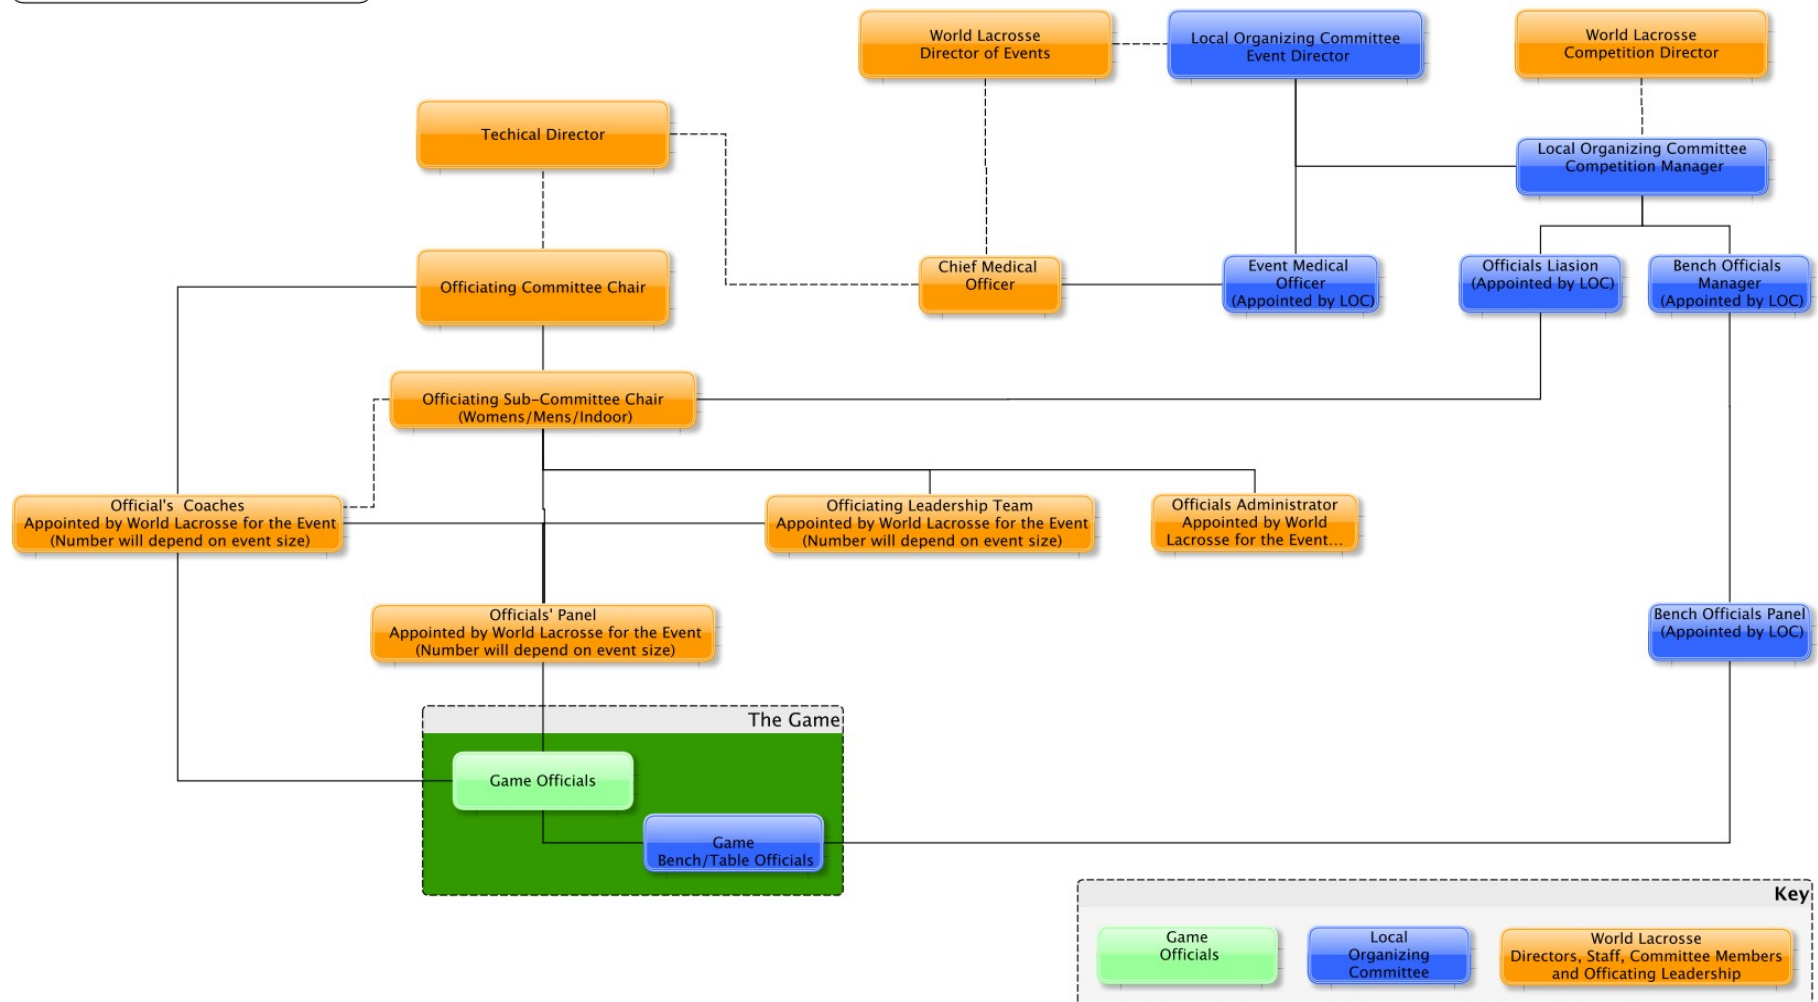 World Lacrosse
Director of Events
Local Organizing Committee
Event Director
World Lacrosse
Competition Director
Techical Director
Local Organizing Committee
Competition Manager
Officiating Committee Chair
Chief Medical
Officer
Event Medical
Officer
(Appointed by LOC)
Officials Liasion
(Appointed by LOC)
Bench Officials
Manager
(Appointed by LOC)
Officiating Sub-Committee Chair
(Womens/Mens/Indoor)
Official's Coaches
Appointed by World Lacrosse for the Event
(Number will depend on event size)
Officiating Leadership Team
Appointed by World Lacrosse for the Event
(Number will depend on event size)
Officials Administrator
Appointed by World
Lacrosse for the Event...
Officials' Panel
Appointed by World Lacrosse for the Event
(Number will depend on event size)
Bench Officials Panel
(Appointed by LOC)
The Game
Game Officials
Game
Bench/Table Officials
Key
Game
Officials
Local
Organizing
Committee
World Lacrosse
Directors, Staff, Committee Members
and Officating Leadership